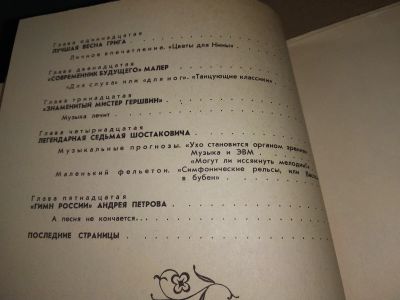 Глава одиннадцатая
ЛУЧШАЯ ВЕСНА ГРИГА . . . . . . . . . . .
Личное впечатление. «Цветы для Нины» . . .
Глава двенадцатая
«СОВРЕМЕННИК БУДУЩЕГО» МАЛЕР . . . . . . . .
«Для слуха» или «для ног». «Танцующие классики» . .
Глава тринадцатая
«ЗНАМЕНИТЫЙ МИСТЕР ГЕРШВИН» . . . . . . . . .
Музыка лечит . . . . . . . . . . .
Глава четырнадцатая
ЛЕГЕНДАРНАЯ СЕДЬМАЯ ШОСТАКОВИЧА . . . . . . .
Музыкальные прогнозы. «Ухо становится органом зрения».
Музыка и ЭВМ . . .
«Могут ли иссякнуть мелодии?»
Маленький фельетон. «Симфонические рельсы, или
в бубен» . . .
Глава пятнадцатая
«ГИМН РОССИИ» АНДРЕЯ ПЕТРОВА . . . . . . . .
А песня не кончается... . . . . . . . .
ПОСЛЕДНИЕ СТРАНИЦЫ . . . . . . . . . . .